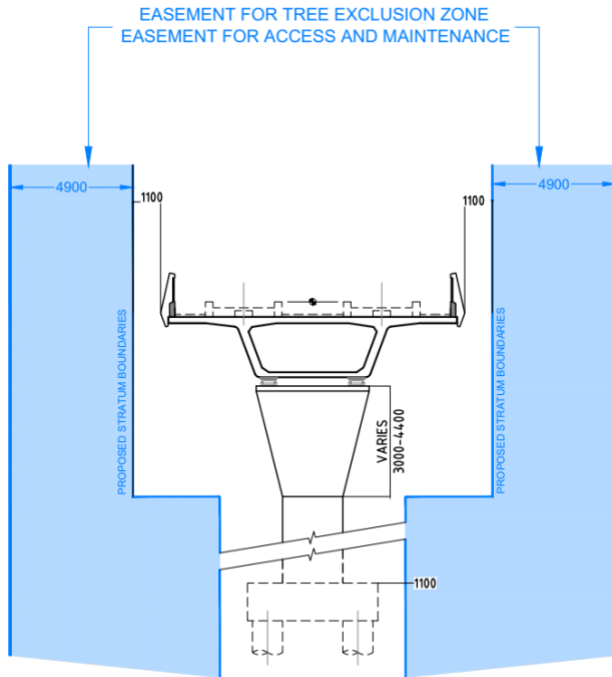 EASEMENT FOR TREE EXCLUSION ZONE
EASEMENT FOR ACCESS AND MAINTENANCE
4900
4900
1100
1100
PROPOSED STRATUM BOUNDARIES
PROPOSED STRATUM BOUNDARIES
VARIES
3000-4400
1100